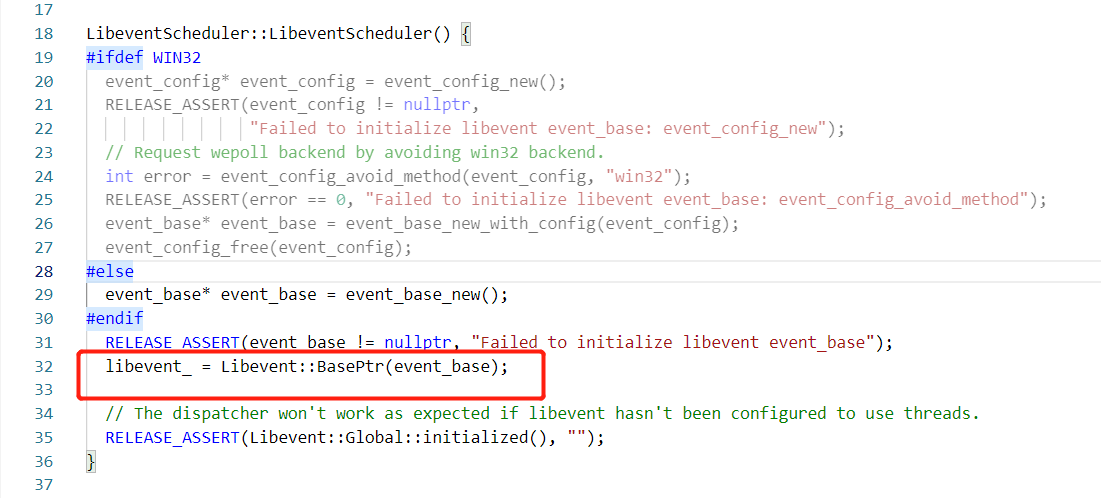 17
18 LibeventScheduler::LibeventScheduler() {
19 #ifdef WIN32
20 event_config* event_config = event_config_new();
21 RELEASE_ASSERT(event_config != nullptr,
22 "Failed to initialize libevent event_base: event_config_new");
23 // Request wepoll backend by avoiding win32 backend.
24 int error = event_config_avoid_method(event_config, "win32");
25 RELEASE_ASSERT(error == 0, "Failed to initialize libevent event_base: event_config_avoid_method");
26 event_base* event_base = event_base_new_with_config(event_config);
27 event_config_free(event_config);
28 #else
29 event_base* event_base = event_base_new();
30 #endif
31 RELEASE_ASSERT(event_base != nullptr, "Failed to initialize libevent event_base");
32 libevent_ = Libevent::BasePtr(event_base);
33
34 // The dispatcher won't work as expected if libevent hasn't been configured to use threads.
35 RELEASE_ASSERT(Libevent::Global::initialized(), "");
36 }
37